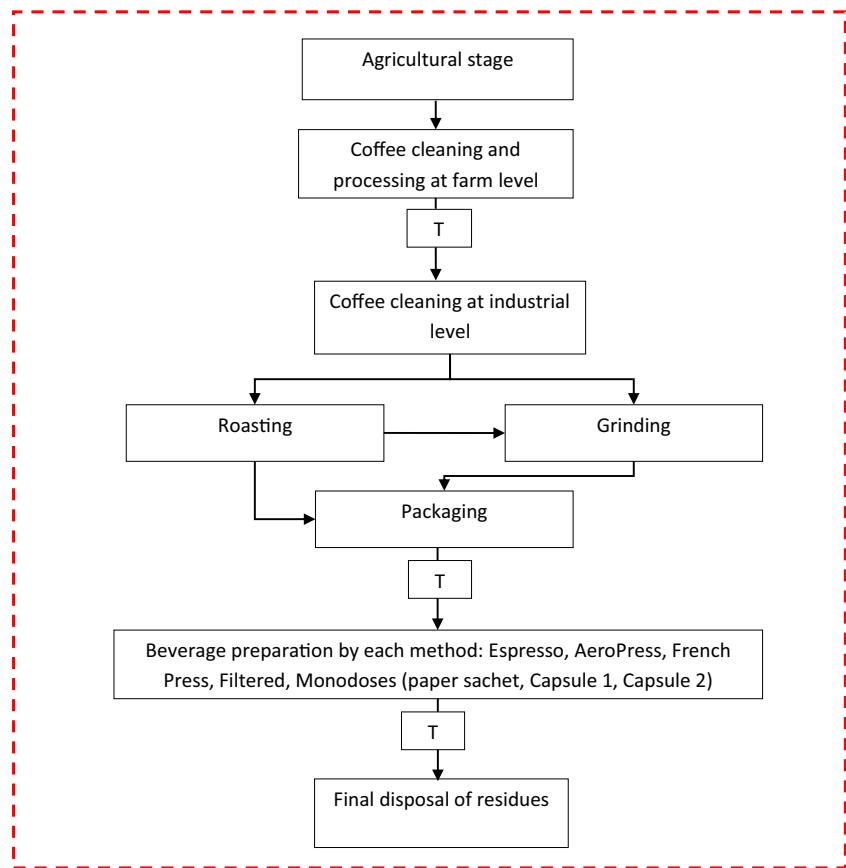 Agricultural stage
Coffee cleaning and
processing at farm level
T
Coffee cleaning at industrial
level
Roasting
Grinding
Packaging
T
Beverage preparation by each method: Espresso, AeroPress, French
Press, Filtered, Monodoses (paper sachet, Capsule 1, Capsule 2)
T
Final disposal of residues